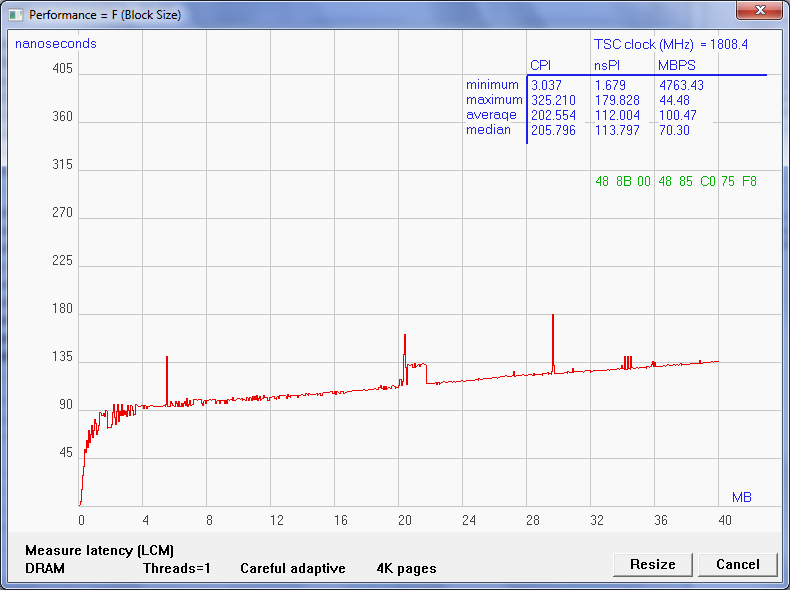 Performance = F (Block Size)
nanoseconds
TSC clock (MHz) = 1808.4
CPI nsPI MBPS
minimum 3.037 1.679 4763.43
maximum 325.210 179.828 44.48
average 202.554 112.004 100.47
median 205.796 113.797 70.30
48 8B 00 48 85 C0 75 F8
405
360
315
270
225
180
135
90
45
MB
0 4 8 12 16 20 24 28 32 36 40
Measure latency (LCM)
DRAM Threads=1 Careful adaptive 4K pages
Resize Cancel